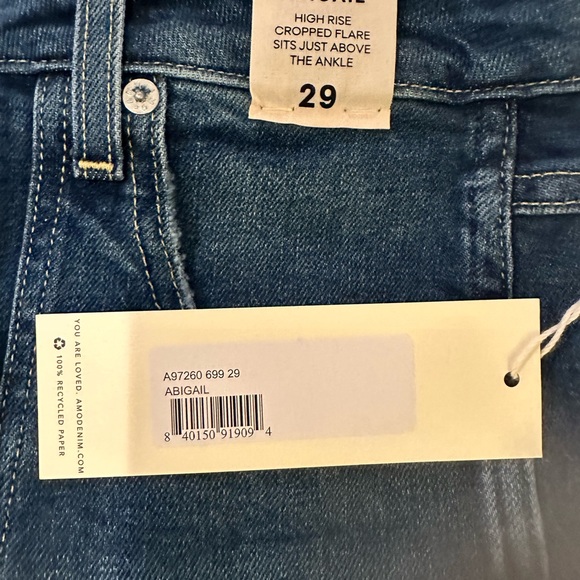 HIGH RISE
CROPPED FLARE
SITS JUST ABOVE
THE ANKLE
29
YOU ARE LOVED. AMODENIM.COM
100% RECYCLED PAPER
A97260 699 29
ABIGAIL
8 40150 91909 4